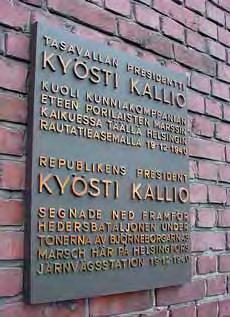 TASAVALLAN PRESIDENTTI
KYÖSTI KALLIO
KUOLI KUNNIAKOMPPANIAN
ETEEN PORILAISTEN MARSSIN
KAIKUESSA TÄÄLLÄ HELSINGIN
RAUTATIEASEMALLA 19.12.1940
REPUBLIKENS PRESIDENT
KYÖSTI KALLIO
SEGNADE NED FRAMFÖR
HEDERSBATALJONEN UNDER
TONERNA AV BJÖRNEBORGARNAS
MARSCH HÄR PÅ HELSINGFORS
JÄRNVÄGSSTATION 19.12.1940